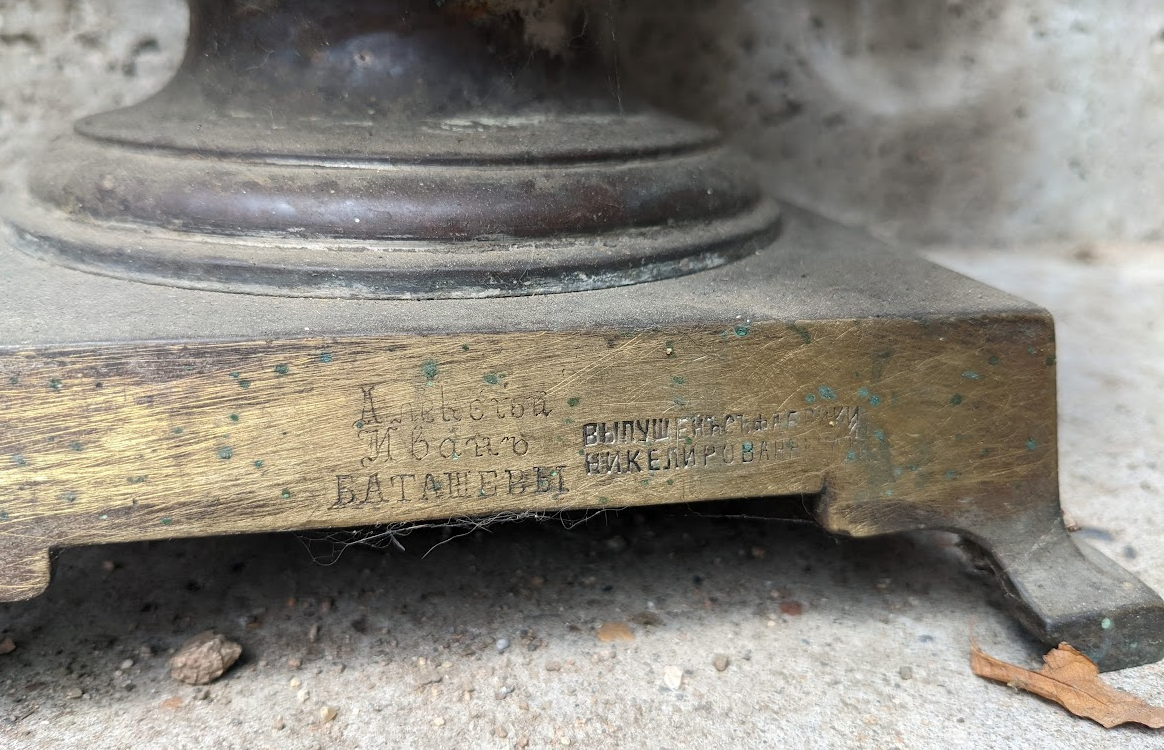 Алексѣй
Иванъ
БАТАШЕВЫ
ВЫПУЩЕНЪ СЪ ФАБРИКИ
НИКЕЛИРОВАН